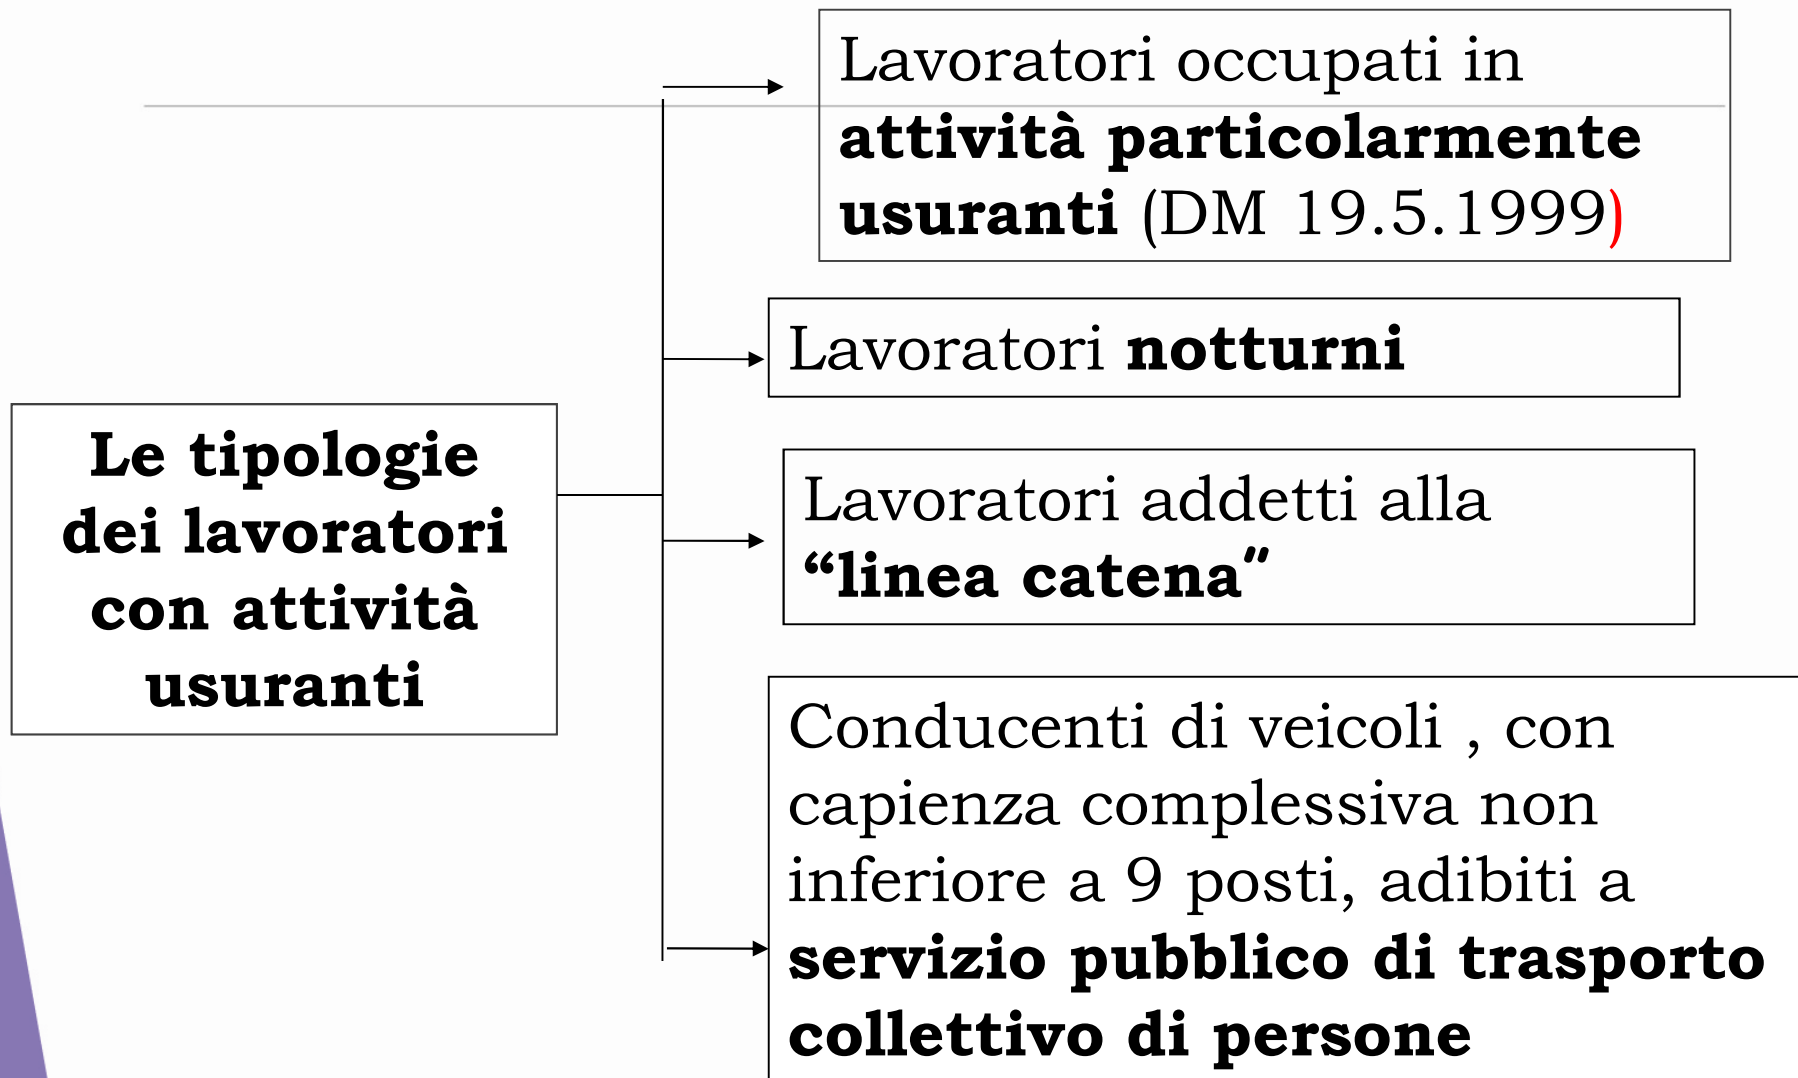 Lavoratori occupati in
attività particolarmente
usuranti (DM 19.5.1999)
Lavoratori notturni
Le tipologie
dei lavoratori
con attività
usuranti
Lavoratori addetti alla
“linea catena”
Conducenti di veicoli , con
capienza complessiva non
inferiore a 9 posti, adibiti a
servizio pubblico di trasporto
collettivo di persone